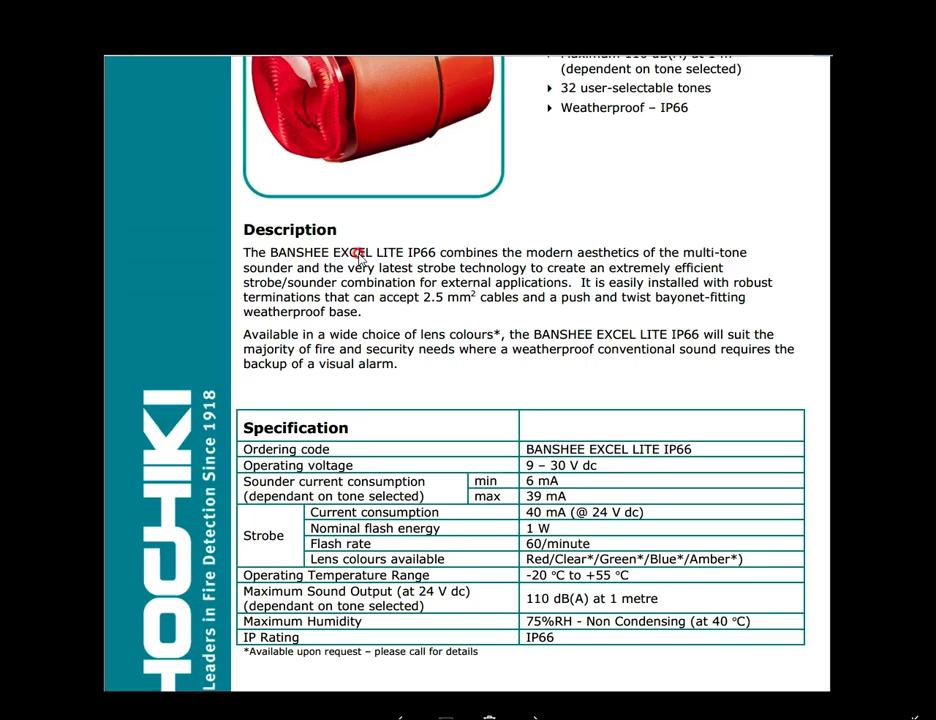 Maximum 110 dB(A) at 1 m
(dependent on tone selected)
32 user-selectable tones
Weatherproof – IP66
Description
The BANSHEE EXCEL LITE IP66 combines the modern aesthetics of the multi-tone
sounder and the very latest strobe technology to create an extremely efficient
strobe/sounder combination for external applications.  It is easily installed with robust
terminations that can accept 2.5 mm² cables and a push and twist bayonet-fitting
weatherproof base.
Available in a wide choice of lens colours*, the BANSHEE EXCEL LITE IP66 will suit the
majority of fire and security needs where a weatherproof conventional sound requires the
backup of a visual alarm.
Specification
Ordering code BANSHEE EXCEL LITE IP66
Operating voltage 9 – 30 V dc
Sounder current consumption min 6 mA
(dependant on tone selected) max 39 mA
Strobe Current consumption 40 mA (@ 24 V dc)
Nominal flash energy 1 W
Flash rate 60/minute
Lens colours available Red/Clear*/Green*/Blue*/Amber*)
Operating Temperature Range -20 °C to +55 °C
Maximum Sound Output (at 24 V dc)
(dependant on tone selected) 110 dB(A) at 1 metre
Maximum Humidity 75%RH - Non Condensing (at 40 °C)
IP Rating IP66
*Available upon request – please call for details
HOCHIKI
Leaders in Fire Detection Since 1918